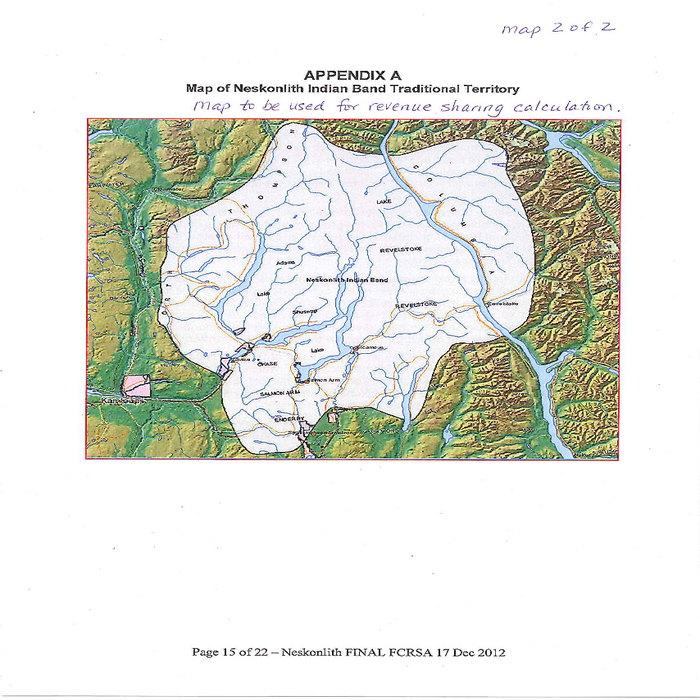 map 2 of 2
APPENDIX A
Map of Neskonlith Indian Band Traditional Territory
map to be used for revenue sharing calculation.
THOMPSON
COLUMBIA
LAKE
REVELSTOKE
Adams
Neskonlith Indian Band
Lake
REVELSTOKE
Revelstoke
Shuswap
Lake
Sicamous
CHASE
Salmon Arm
SALMON ARM
Kamloops
ENDERBY
Page 15 of 22 – Neskonlith FINAL FCRSA 17 Dec 2012